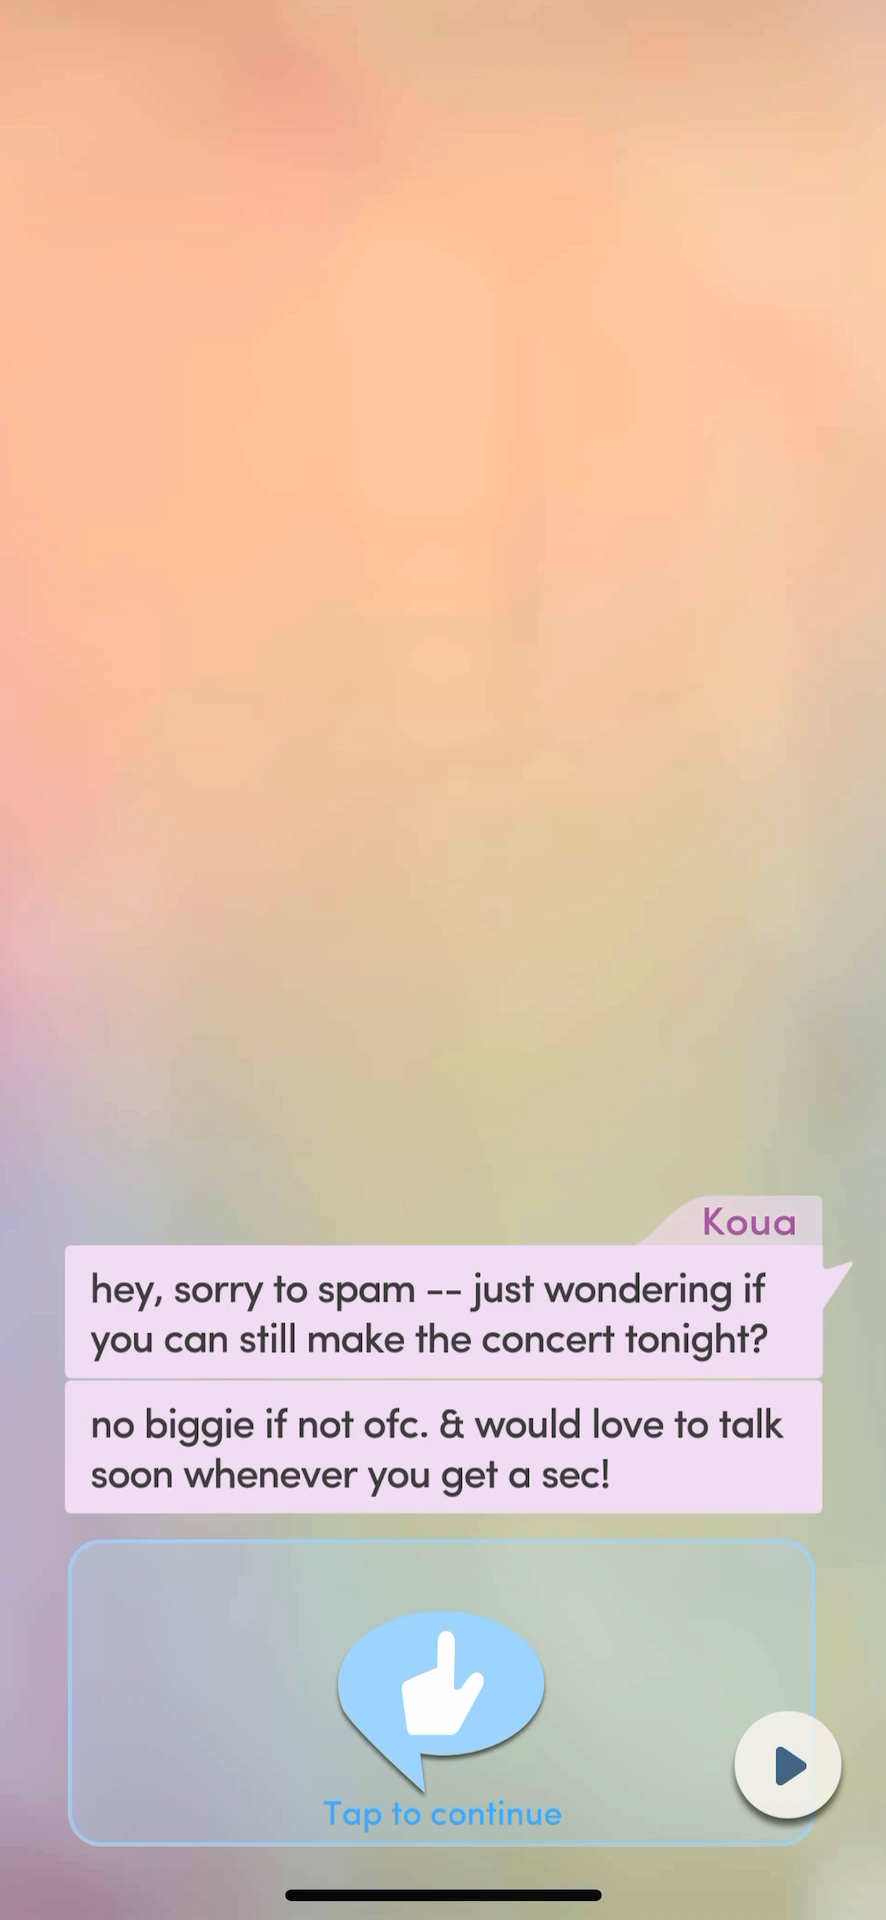 Koua
hey, sorry to spam -- just wondering if
you can still make the concert tonight?
no biggie if not ofc. & would love to talk
soon whenever you get a sec!
Tap to continue